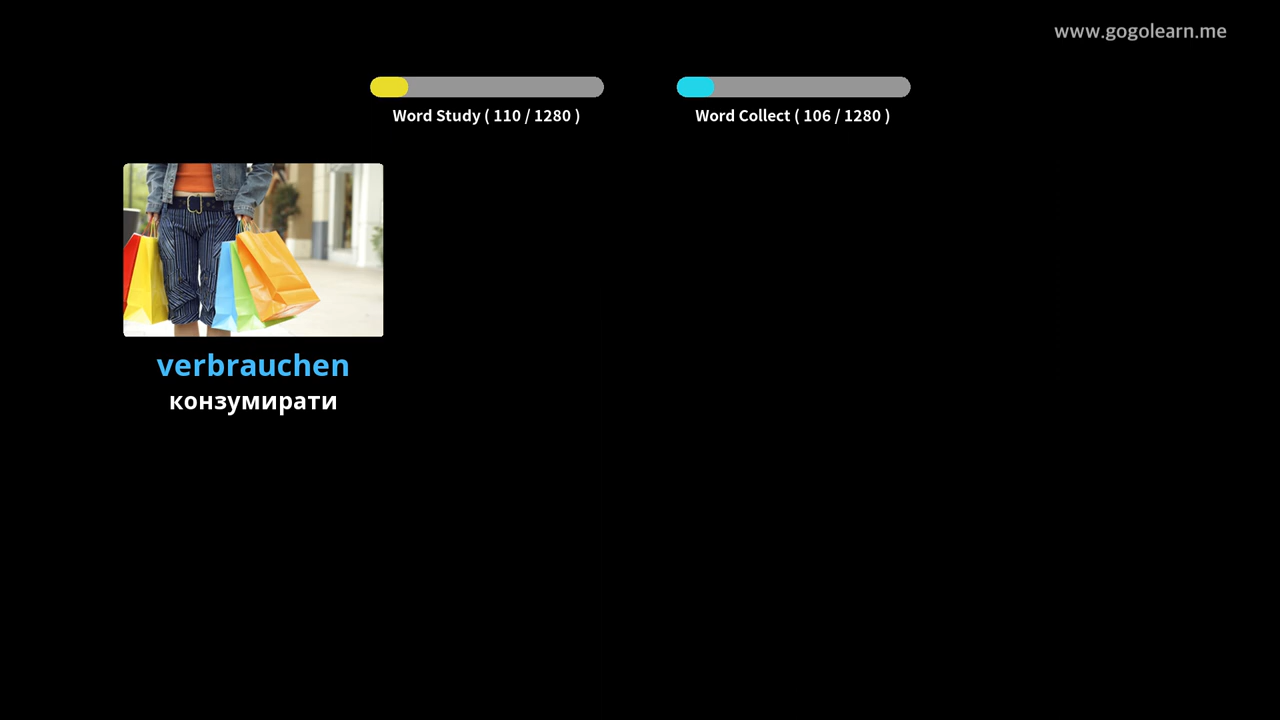 www.gogolearn.me
Word Study ( 110 / 1280 )
Word Collect ( 106 / 1280 )
verbrauchen
конзумирати